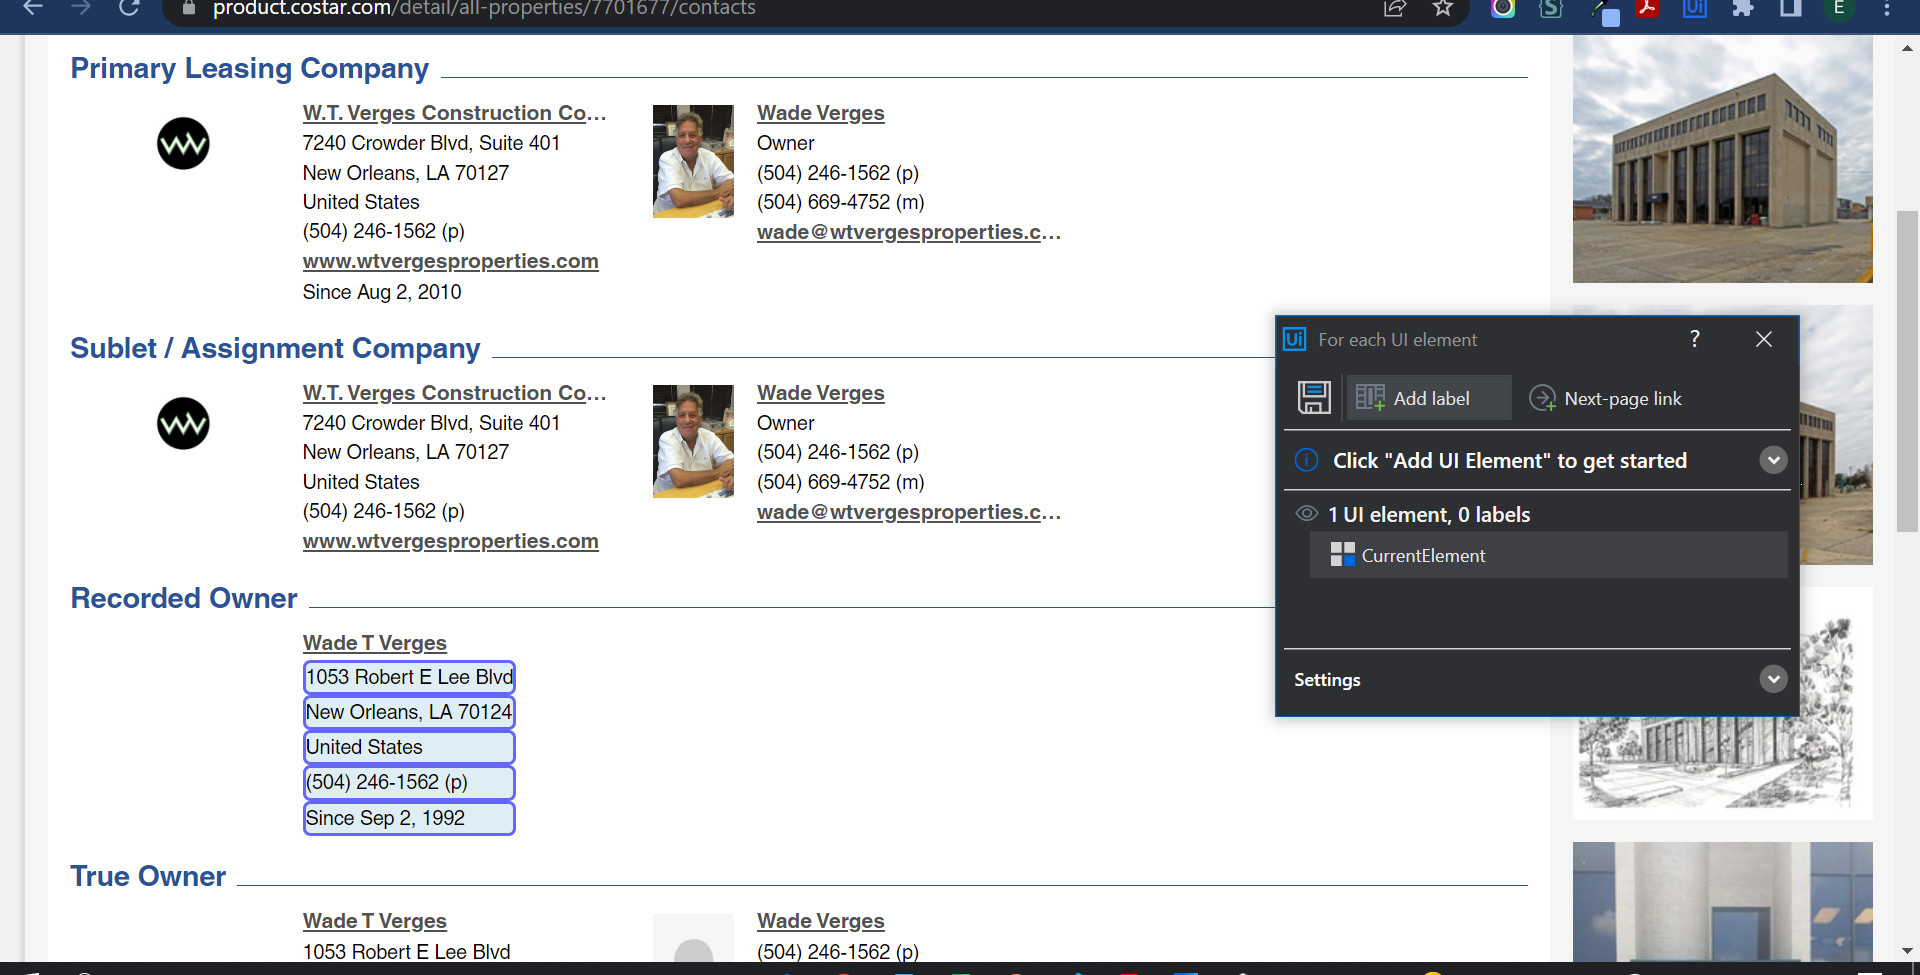 product.costar.com/detail/all-properties/7701677/contacts
E
Primary Leasing Company
W.T. Verges Construction Co...
7240 Crowder Blvd, Suite 401
New Orleans, LA 70127
United States
(504) 246-1562 (p)
www.wtvergesproperties.com
Since Aug 2, 2010
Wade Verges
Owner
(504) 246-1562 (p)
(504) 669-4752 (m)
wade@wtvergesproperties.c...
Sublet / Assignment Company
W.T. Verges Construction Co...
7240 Crowder Blvd, Suite 401
New Orleans, LA 70127
United States
(504) 246-1562 (p)
www.wtvergesproperties.com
Wade Verges
Owner
(504) 246-1562 (p)
(504) 669-4752 (m)
wade@wtvergesproperties.c...
Recorded Owner
Wade T Verges
1053 Robert E Lee Blvd
New Orleans, LA 70124
United States
(504) 246-1562 (p)
Since Sep 2, 1992
True Owner
Wade T Verges
1053 Robert E Lee Blvd
Wade Verges
(504) 246-1562 (p)
Ui For each UI element ?
Add label
Next-page link
Click "Add UI Element" to get started
1 UI element, 0 labels
CurrentElement
Settings